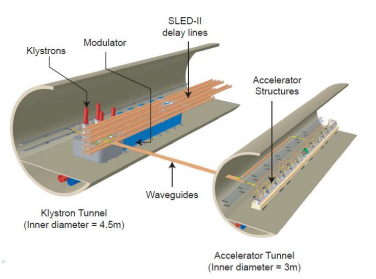 SLED-II
delay lines
Modulator
Klystrons
Accelerator
Structures
Waveguides
Klystron Tunnel
(Inner diameter = 4.5m)
Accelerator Tunnel
(Inner diameter = 3m)